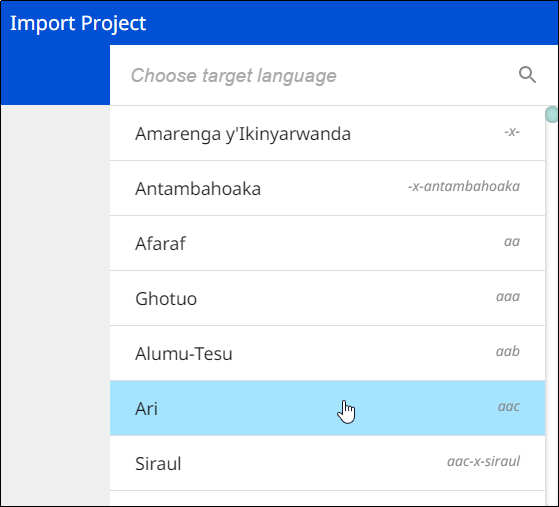 Import Project
Choose target language
Amarenga y'Ikinyarwanda -x-
Antambahoaka -x-antambahoaka
Afaraf aa
Ghotuo aaa
Alumu-Tesu aab
Ari aac
Siraul aac-x-siraul